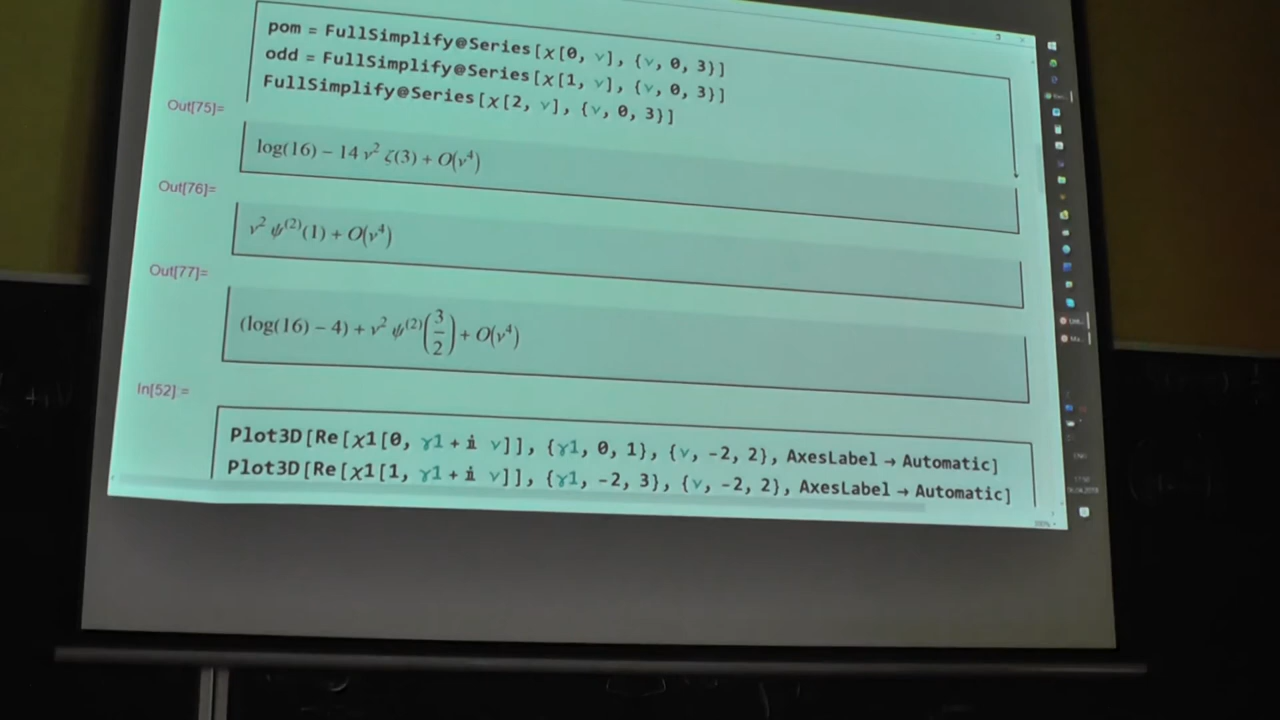 pom = FullSimplify@Series[χ[0, ν], {ν, 0, 3}]
odd = FullSimplify@Series[χ[1, ν], {ν, 0, 3}]
FullSimplify@Series[χ[2, ν], {ν, 0, 3}]
Out[75]=
log(16) − 14 ν² ζ(3) + O(ν⁴)
Out[76]=
ν² ψ⁽²⁾(1) + O(ν⁴)
Out[77]=
(log(16) − 4) + ν² ψ⁽²⁾(3/2) + O(ν⁴)
In[52]:=
Plot3D[Re[χ1[0, γ1 + i ν]], {γ1, 0, 1}, {ν, -2, 2}, AxesLabel → Automatic]
Plot3D[Re[χ1[1, γ1 + i ν]], {γ1, -2, 3}, {ν, -2, 2}, AxesLabel → Automatic]
100%